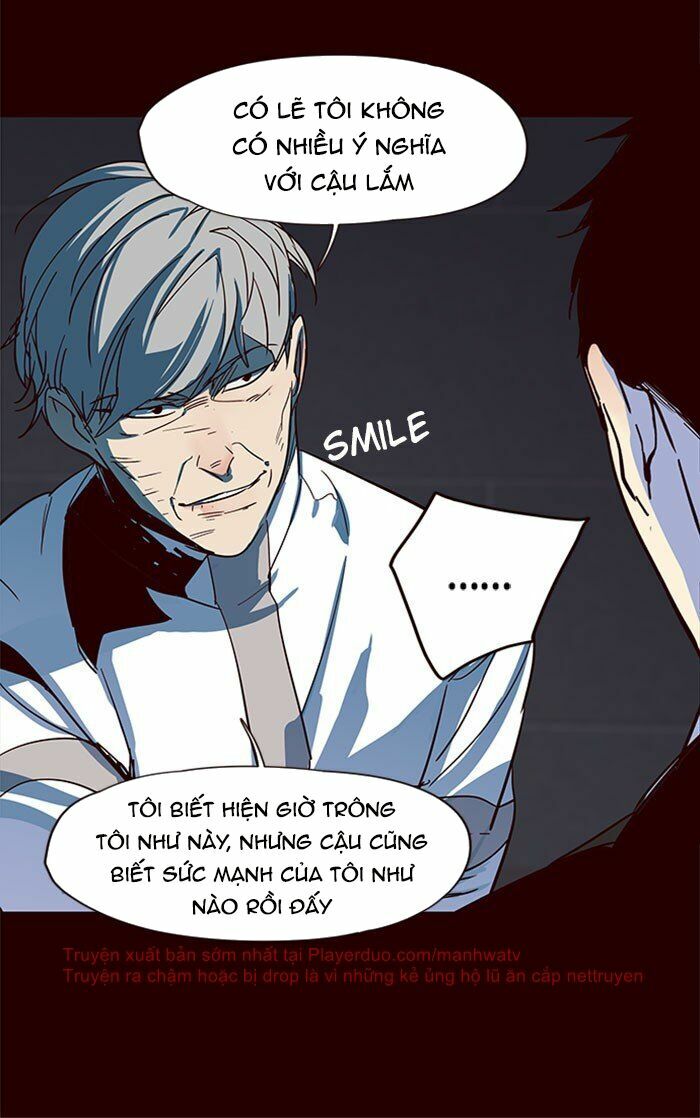 CÓ LẼ TÔI KHÔNG
CÓ NHIỀU Ý NGHĨA
VỚI CẬU LẮM
SMILE
......
TÔI BIẾT HIỆN GIỜ TRÔNG
TÔI NHƯ NÀY, NHƯNG CẬU CŨNG
BIẾT SỨC MẠNH CỦA TÔI NHƯ
NÀO RỒI ĐẤY
Truyện xuất bản sớm nhất tại Playerduo.com/manhwatv
Truyện ra chậm hoặc bị drop là vì những kẻ ủng hộ lũ ăn cắp nettruyen